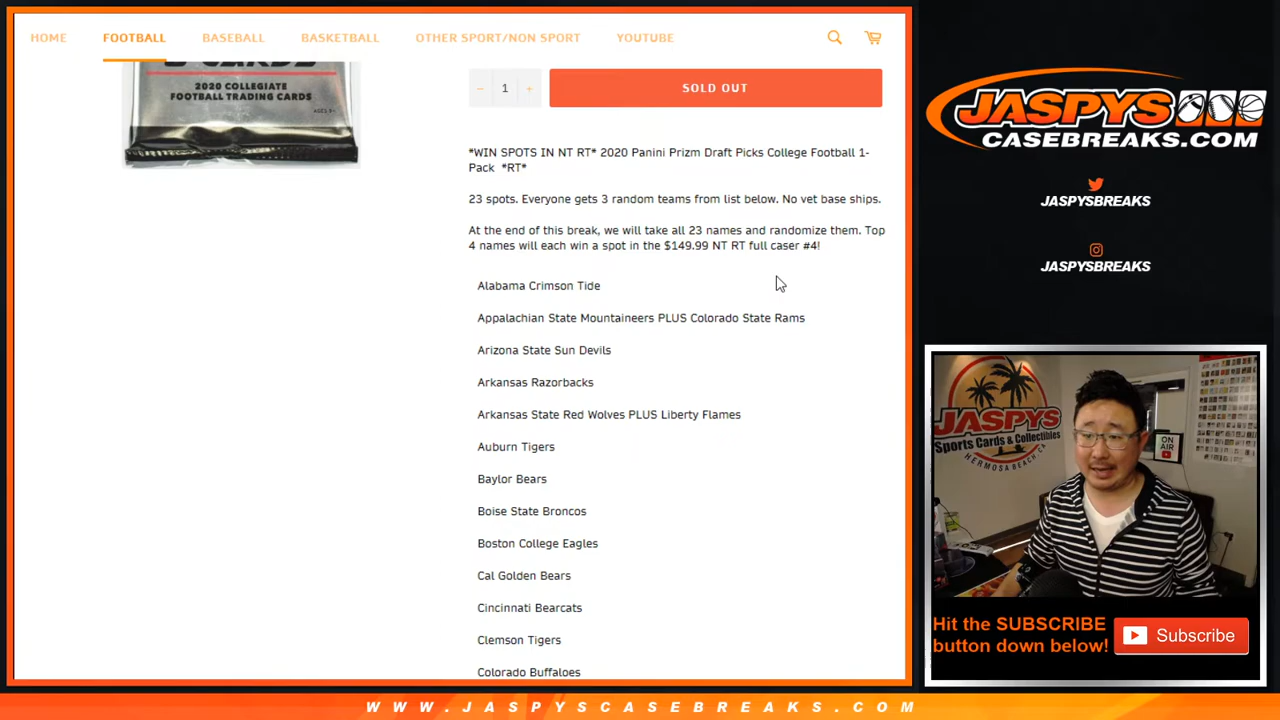 HOME FOOTBALL BASEBALL BASKETBALL OTHER SPORT/NON SPORT YOUTUBE
2020 COLLEGIATE
FOOTBALL TRADING CARDS
− 1 +
SOLD OUT
*WIN SPOTS IN NT RT* 2020 Panini Prizm Draft Picks College Football 1-
Pack *RT*
23 spots. Everyone gets 3 random teams from list below. No vet base ships.
At the end of this break, we will take all 23 names and randomize them. Top
4 names will each win a spot in the $149.99 NT RT full caser #4!
Alabama Crimson Tide
Appalachian State Mountaineers PLUS Colorado State Rams
Arizona State Sun Devils
Arkansas Razorbacks
Arkansas State Red Wolves PLUS Liberty Flames
Auburn Tigers
Baylor Bears
Boise State Broncos
Boston College Eagles
Cal Golden Bears
Cincinnati Bearcats
Clemson Tigers
Colorado Buffaloes
JASPYS
CASEBREAKS.COM
JASPYSBREAKS
JASPYSBREAKS
JASPYS
Sports Cards & Collectibles
HERMOSA BEACH, CA
ON
AIR
Hit the SUBSCRIBE
button down below!
Subscribe
WWW.JASPYSCASEBREAKS.COM